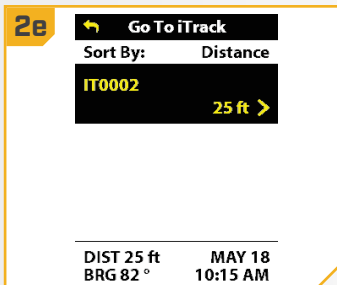 2e
Go To iTrack
Sort By: Distance
IT0002
25 ft
DIST 25 ft MAY 18
BRG 82 ° 10:15 AM